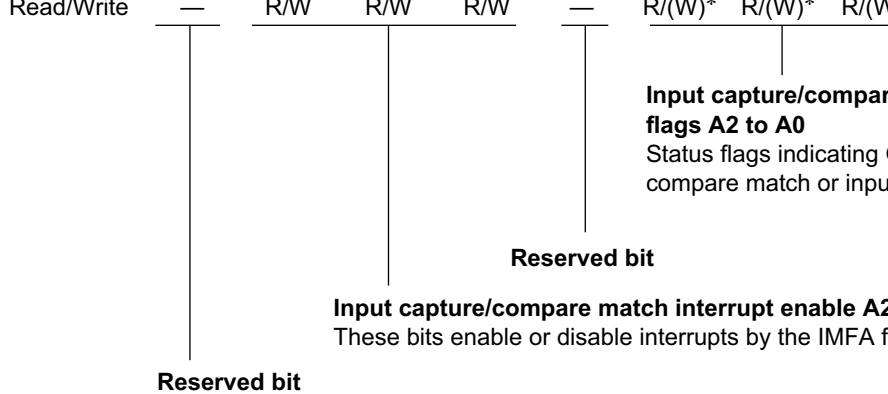 Read/Write — R/W R/W R/W — R/(W)* R/(W)* R/(W
Input capture/compar
flags A2 to A0
Status flags indicating
compare match or inpu
Reserved bit
Input capture/compare match interrupt enable A2
These bits enable or disable interrupts by the IMFA f
Reserved bit